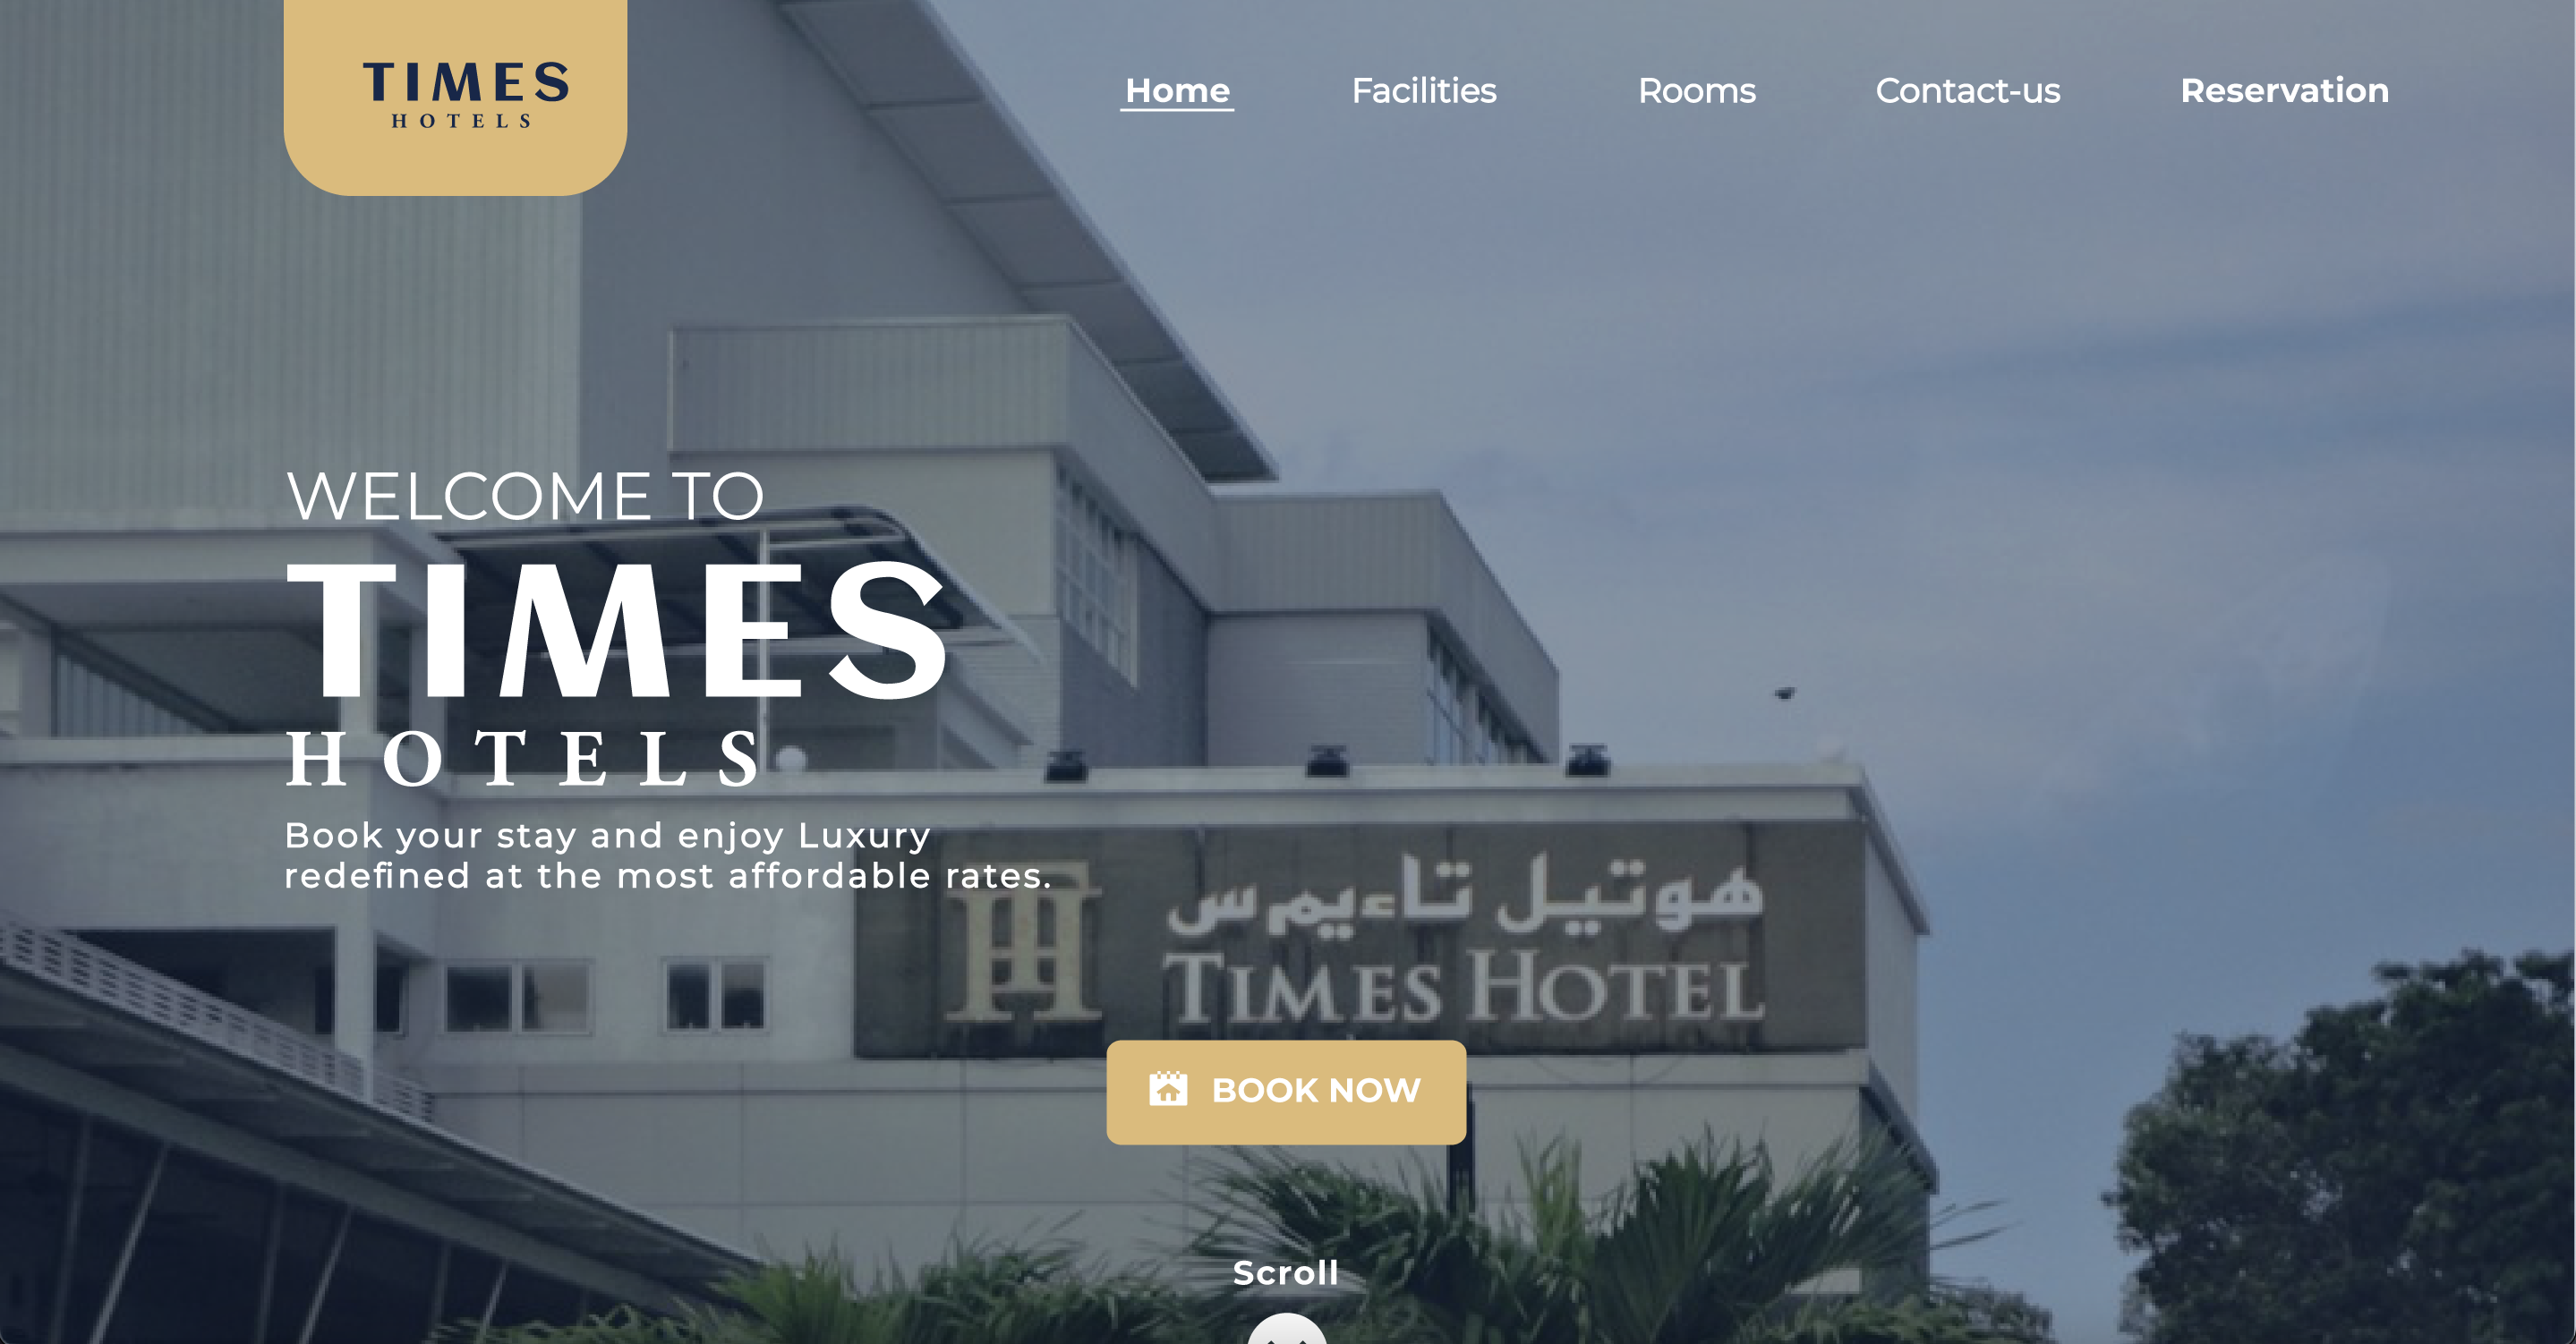 TIMES
HOTELS
Home
Facilities
Rooms
Contact-us
Reservation
WELCOME TO
TIMES
HOTELS
Book your stay and enjoy Luxury
redefined at the most affordable rates.
هوتيل تاءيم س
TIMES HOTEL
BOOK NOW
Scroll